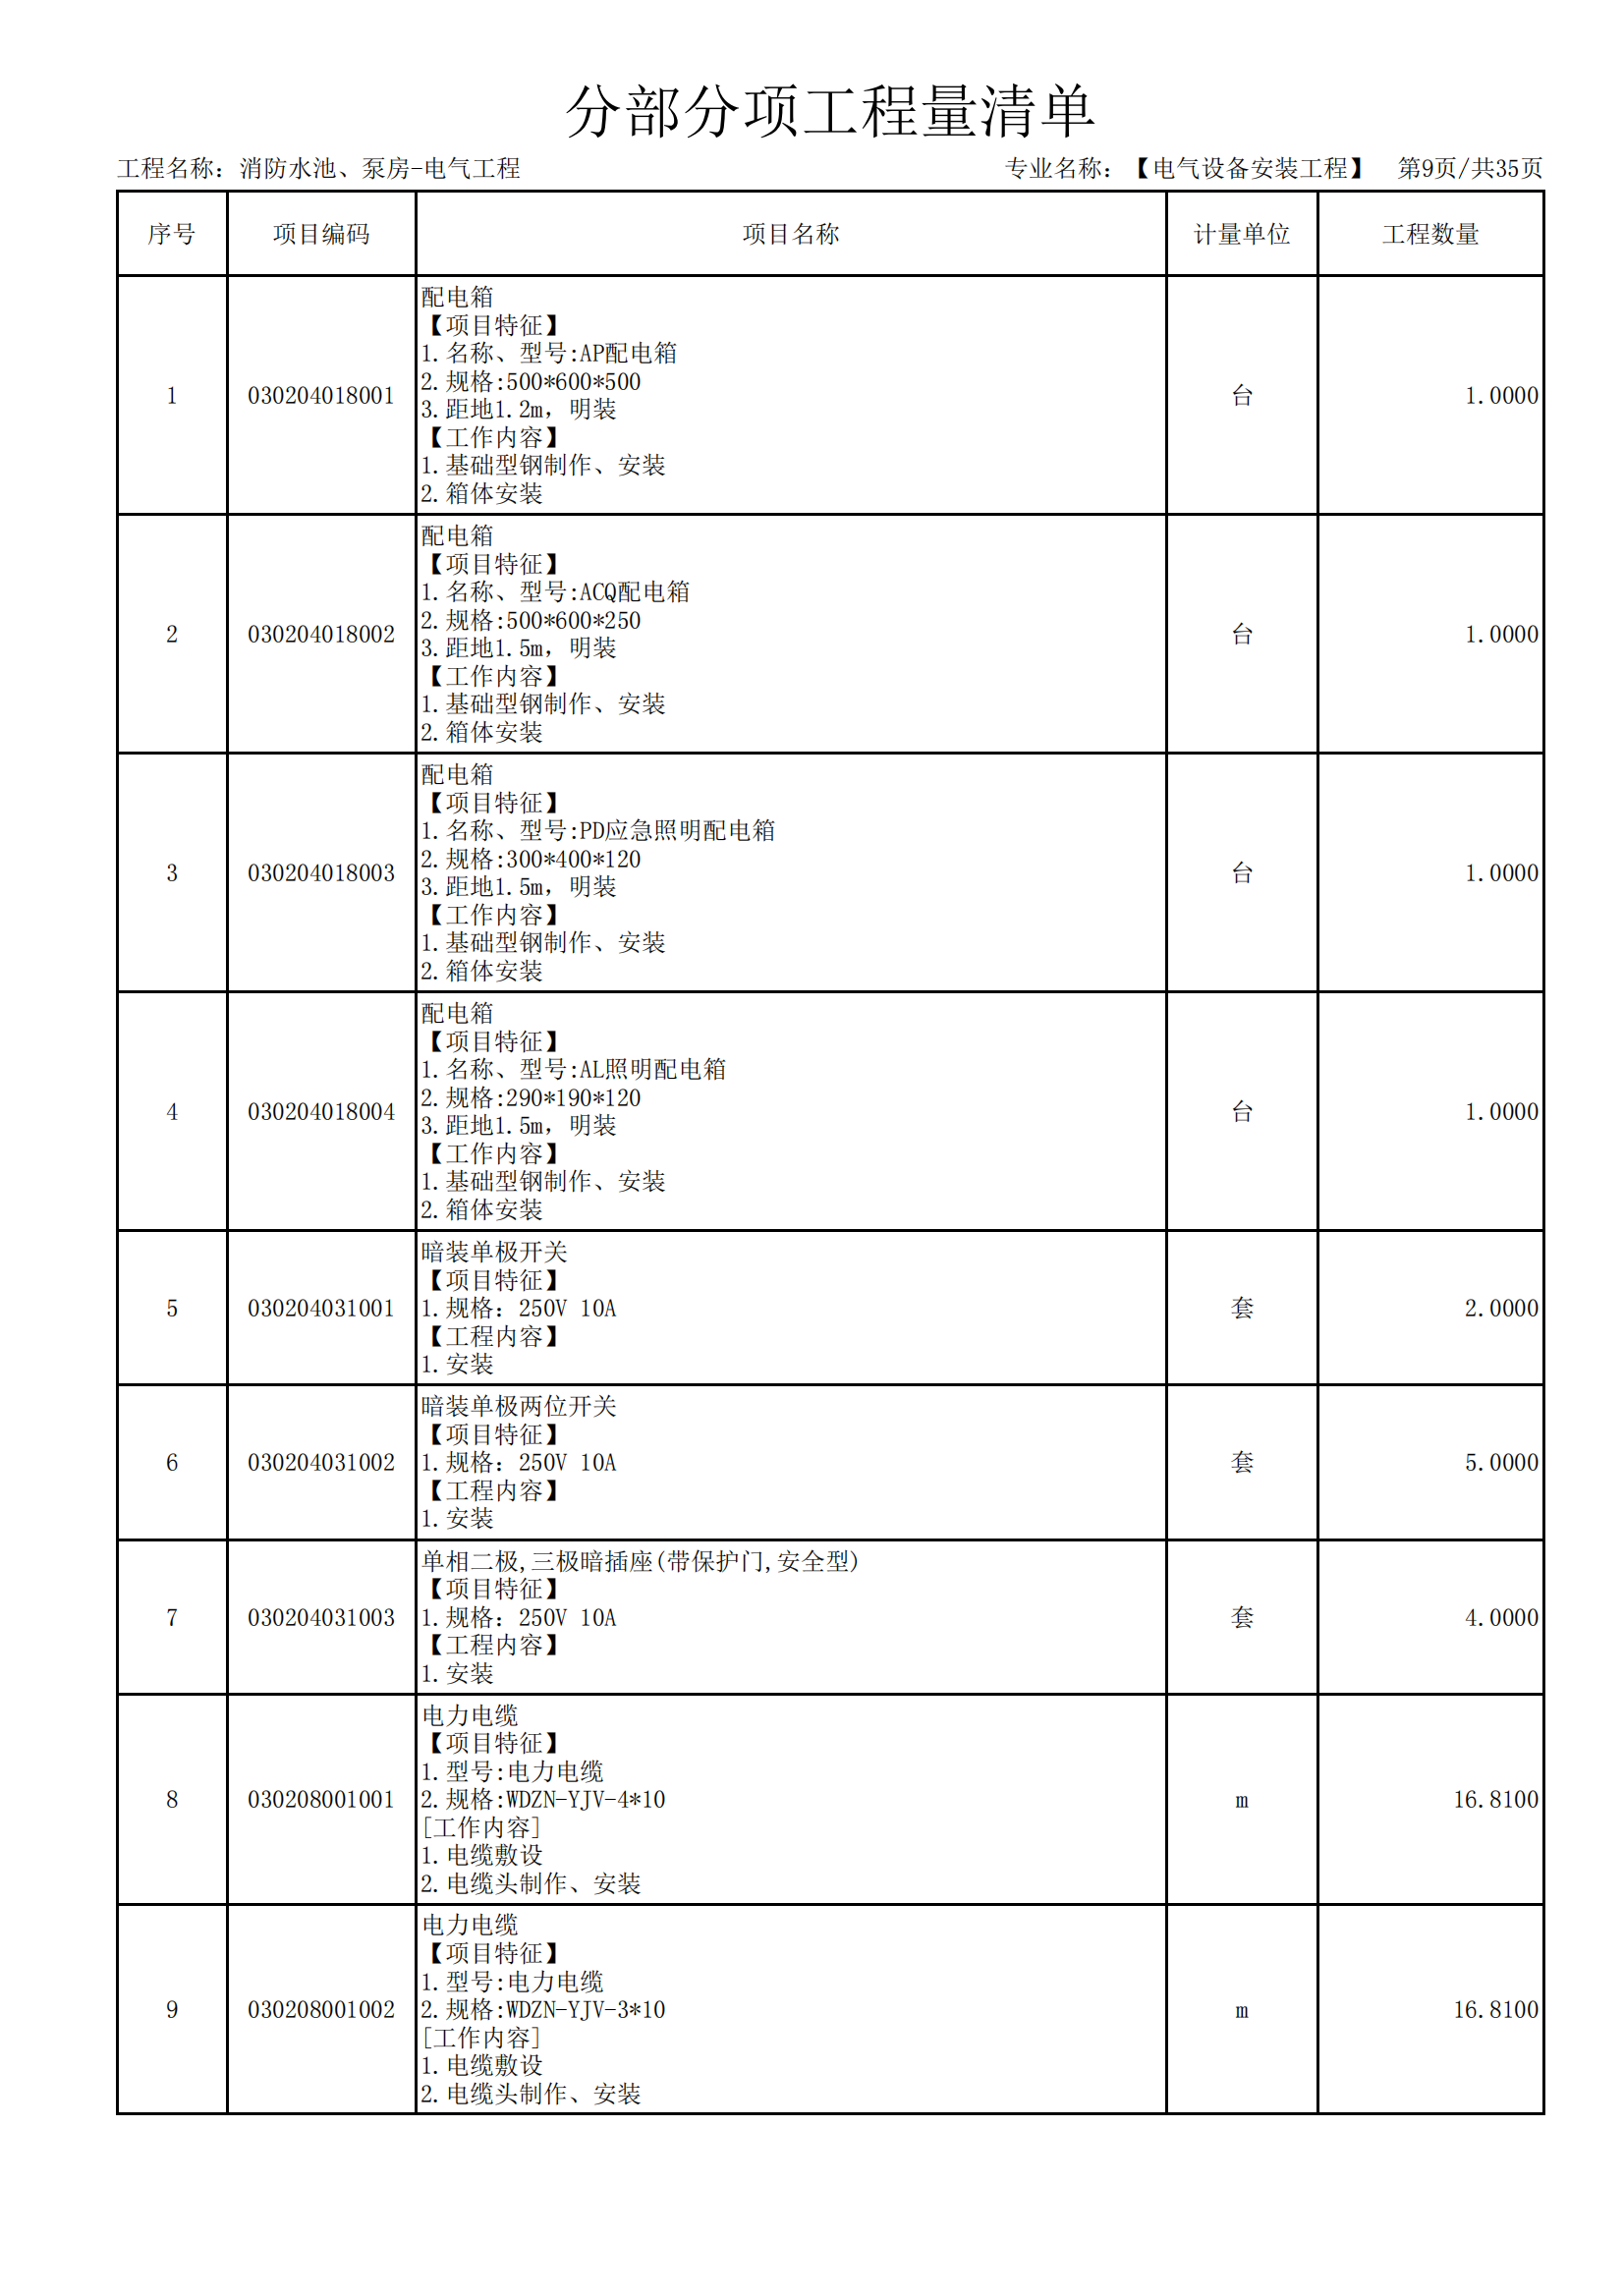 分部分项工程量清单
工程名称：消防水池、泵房-电气工程 专业名称：【电气设备安装工程】 第9页/共35页
序号 项目编码 项目名称 计量单位 工程数量
配电箱
【项目特征】
1.名称、型号:AP配电箱
2.规格:500*600*500
3.距地1.2m，明装
【工作内容】
1.基础型钢制作、安装
2.箱体安装
1 030204018001 台 1.0000
配电箱
【项目特征】
1.名称、型号:ACQ配电箱
2.规格:500*600*250
3.距地1.5m，明装
【工作内容】
1.基础型钢制作、安装
2.箱体安装
2 030204018002 台 1.0000
配电箱
【项目特征】
1.名称、型号:PD应急照明配电箱
2.规格:300*400*120
3.距地1.5m，明装
【工作内容】
1.基础型钢制作、安装
2.箱体安装
3 030204018003 台 1.0000
配电箱
【项目特征】
1.名称、型号:AL照明配电箱
2.规格:290*190*120
3.距地1.5m，明装
【工作内容】
1.基础型钢制作、安装
2.箱体安装
4 030204018004 台 1.0000
暗装单极开关
【项目特征】
5 030204031001 1.规格：250V 10A 套 2.0000
【工程内容】
1.安装
暗装单极两位开关
【项目特征】
6 030204031002 1.规格：250V 10A 套 5.0000
【工程内容】
1.安装
单相二极,三极暗插座(带保护门,安全型)
【项目特征】
7 030204031003 1.规格：250V 10A 套 4.0000
【工程内容】
1.安装
电力电缆
【项目特征】
1.型号:电力电缆
8 030208001001 2.规格:WDZN-YJV-4*10 m 16.8100
[工作内容]
1.电缆敷设
2.电缆头制作、安装
电力电缆
【项目特征】
1.型号:电力电缆
9 030208001002 2.规格:WDZN-YJV-3*10 m 16.8100
[工作内容]
1.电缆敷设
2.电缆头制作、安装